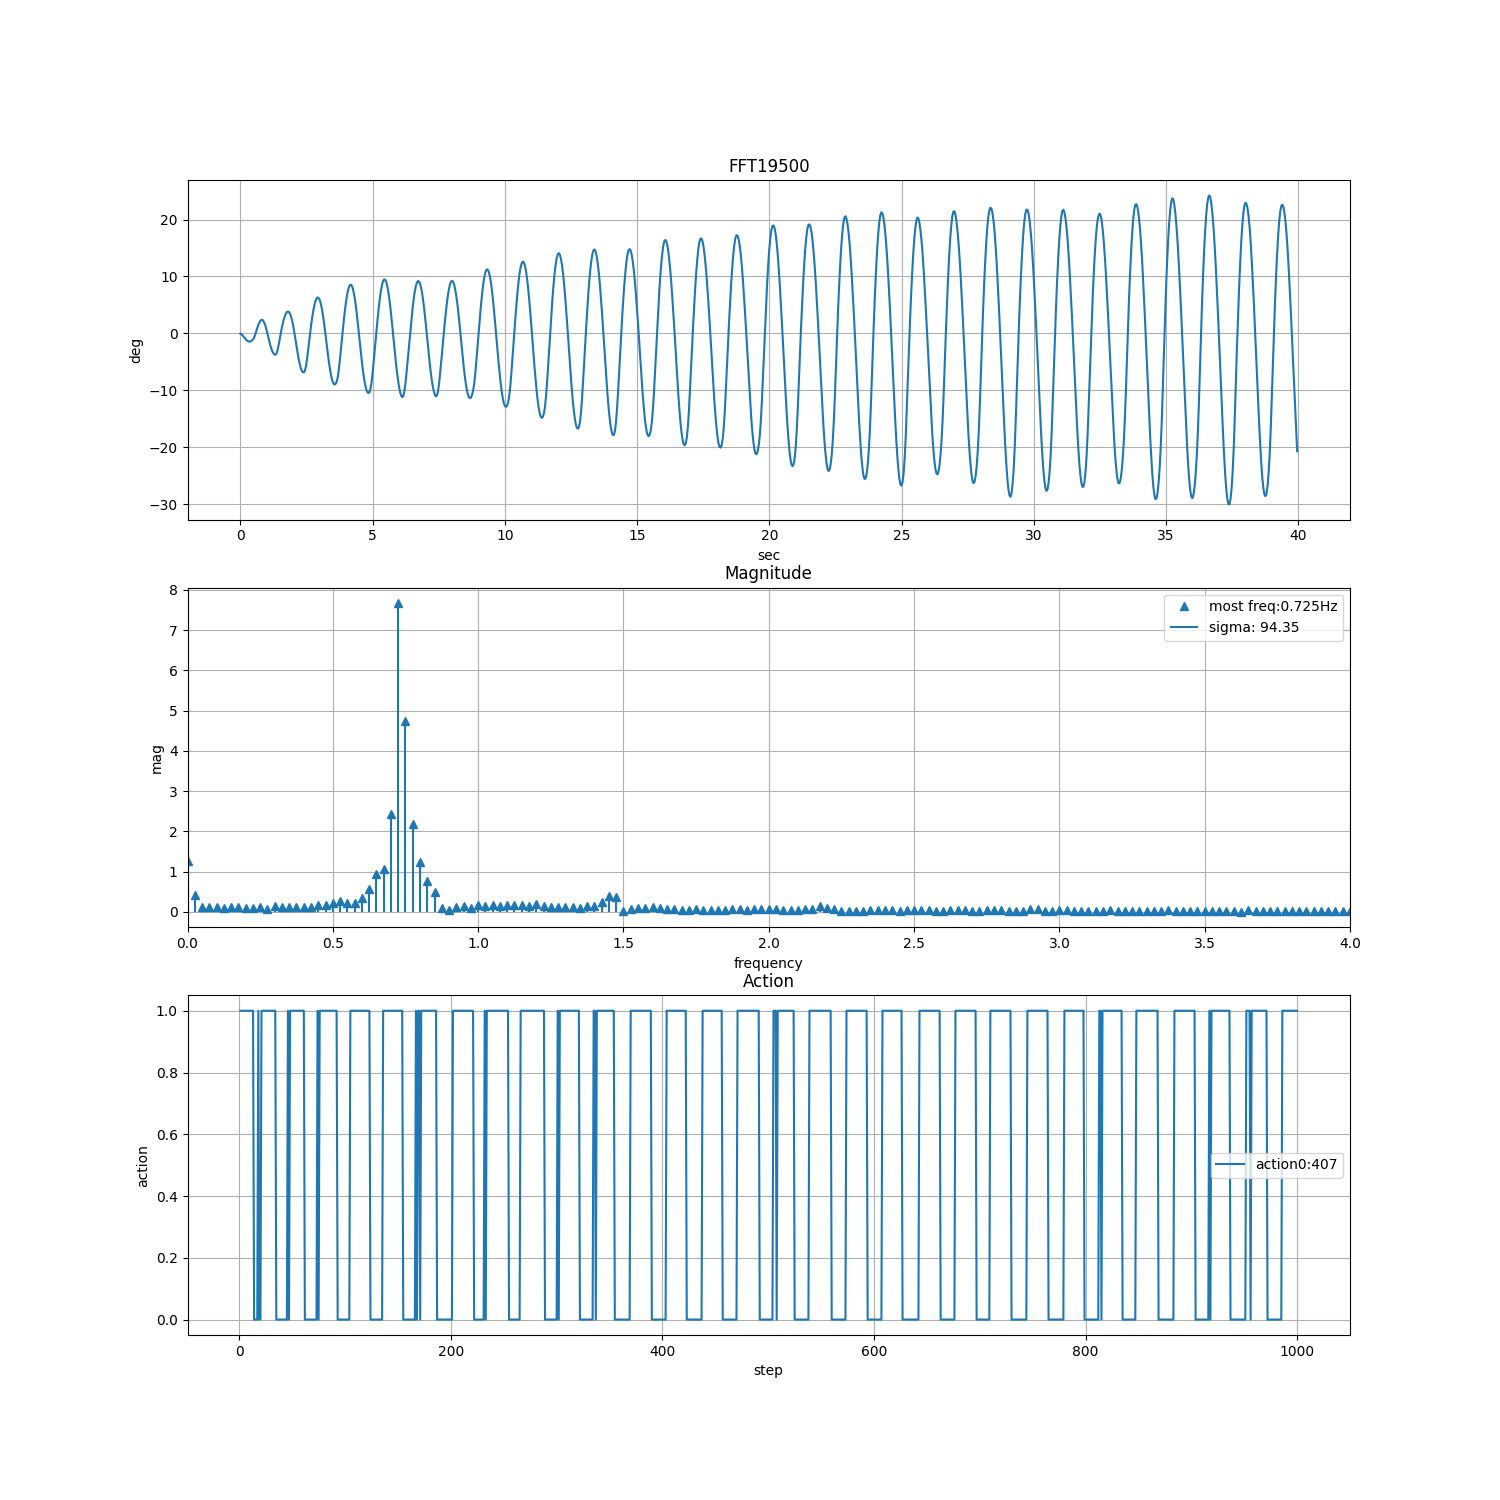 FFT19500
20
10
0
−10
−20
−30
deg
0 5 10 15 20 25 30 35 40
sec
Magnitude
8
7
6
5
4
3
2
1
0
mag
most freq:0.725Hz
sigma: 94.35
0.0 0.5 1.0 1.5 2.0 2.5 3.0 3.5 4.0
frequency
Action
1.0
0.8
0.6
0.4
0.2
0.0
action
action0:407
0 200 400 600 800 1000
step